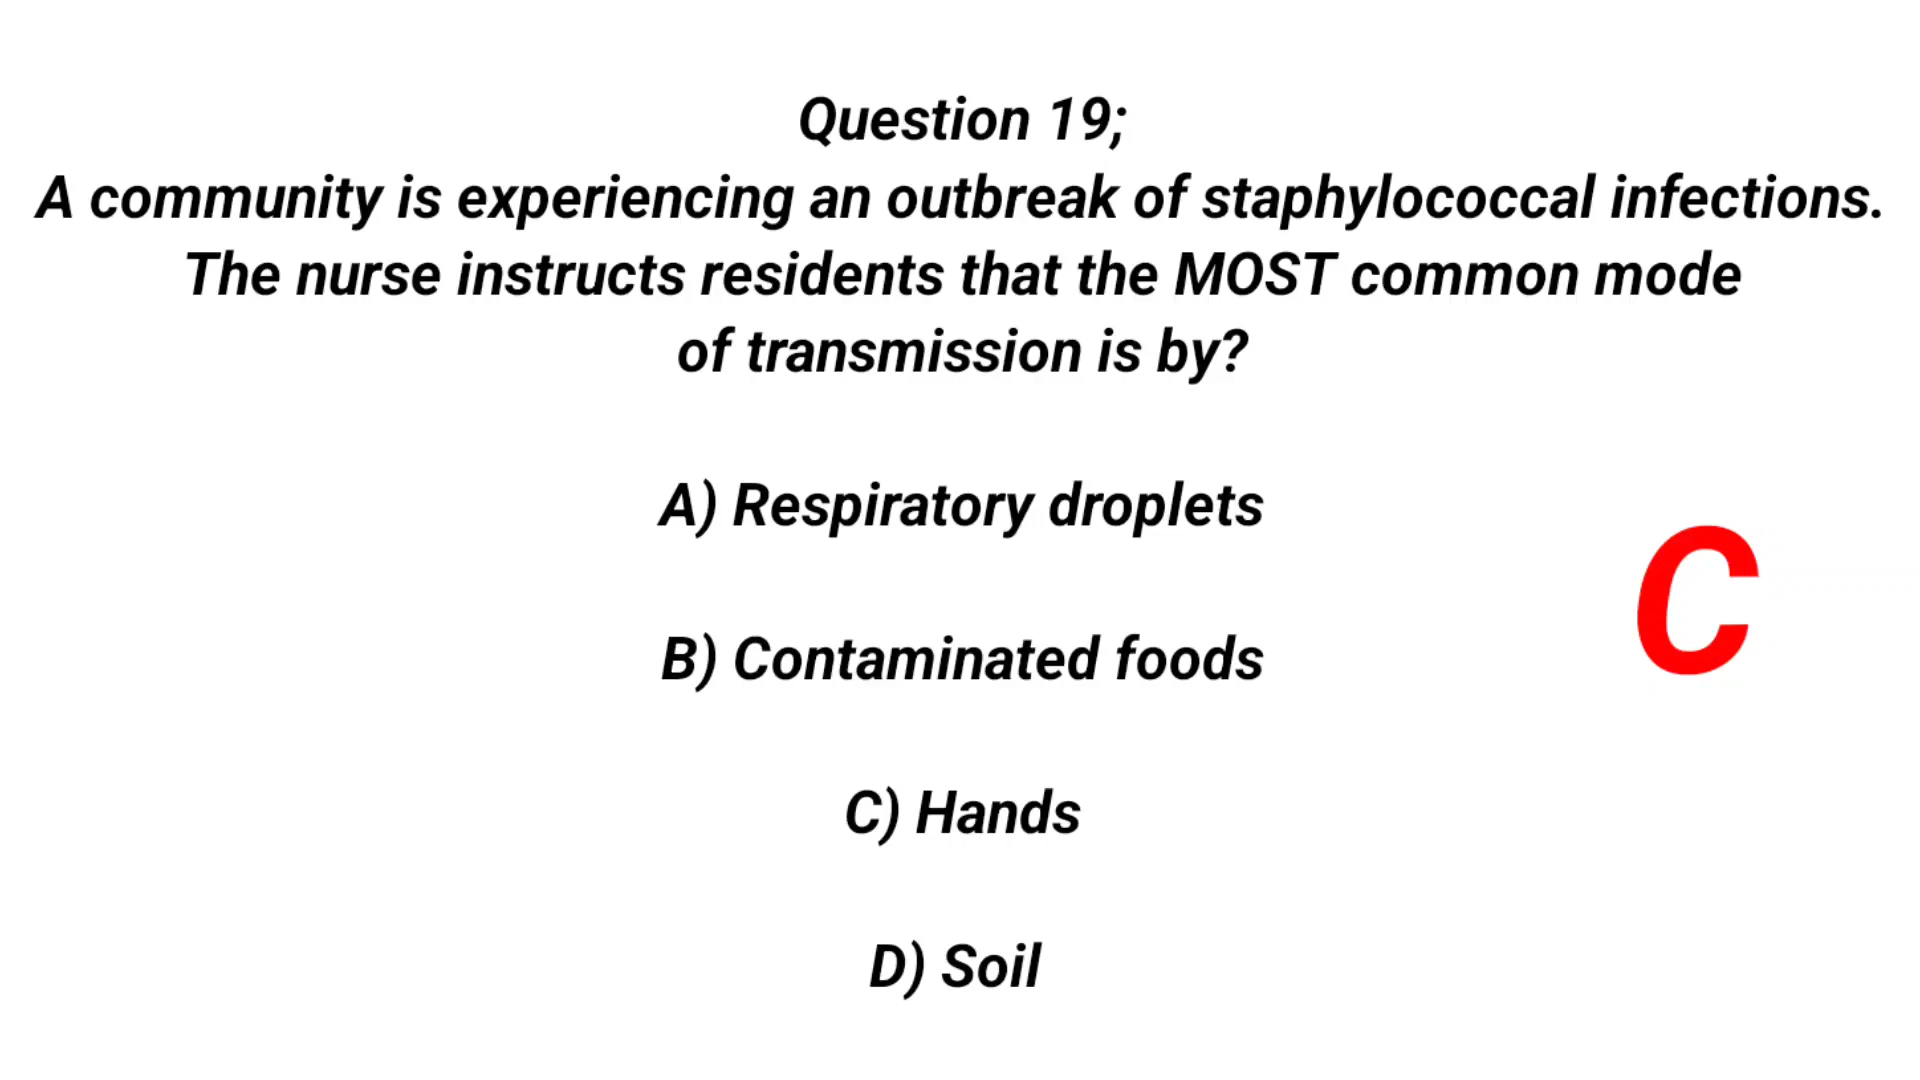 Question 19;
A community is experiencing an outbreak of staphylococcal infections.
The nurse instructs residents that the MOST common mode
of transmission is by?
A) Respiratory droplets
B) Contaminated foods
C) Hands
D) Soil
C